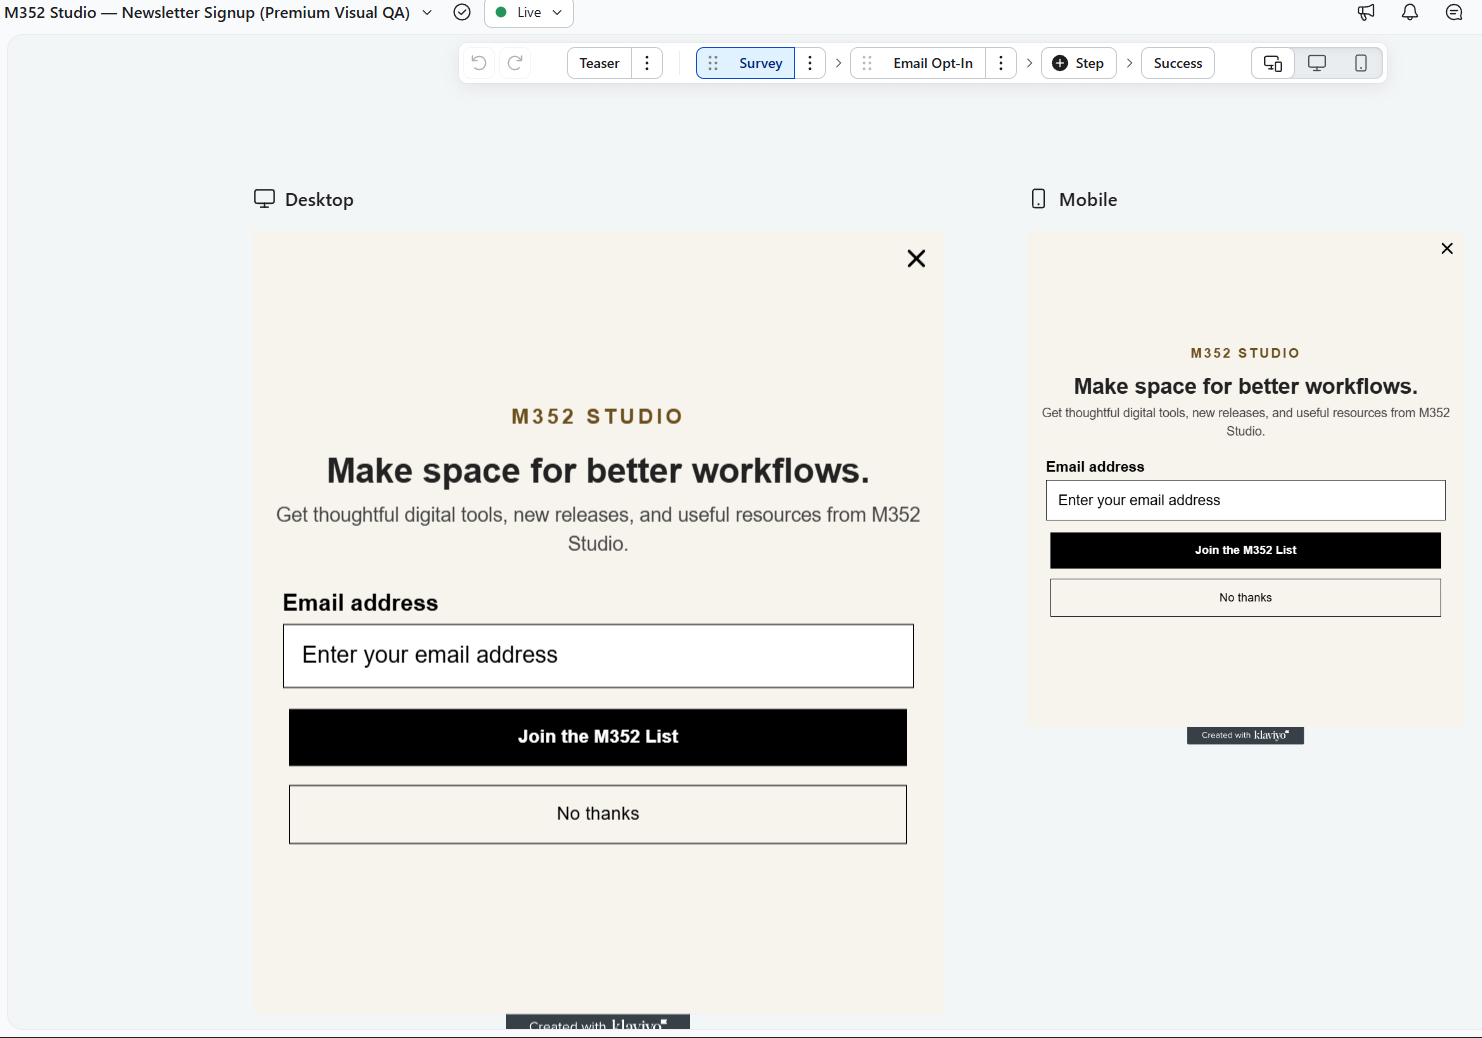 M352 Studio — Newsletter Signup (Premium Visual QA)
Live
Teaser
Survey
Email Opt-In
Step
Success
Desktop
M352 STUDIO
Make space for better workflows.
Get thoughtful digital tools, new releases, and useful resources from M352
Studio.
Email address
Enter your email address
Join the M352 List
No thanks
Created with klaviyo
Mobile
M352 STUDIO
Make space for better workflows.
Get thoughtful digital tools, new releases, and useful resources from M352
Studio.
Email address
Enter your email address
Join the M352 List
No thanks
Created with klaviyo